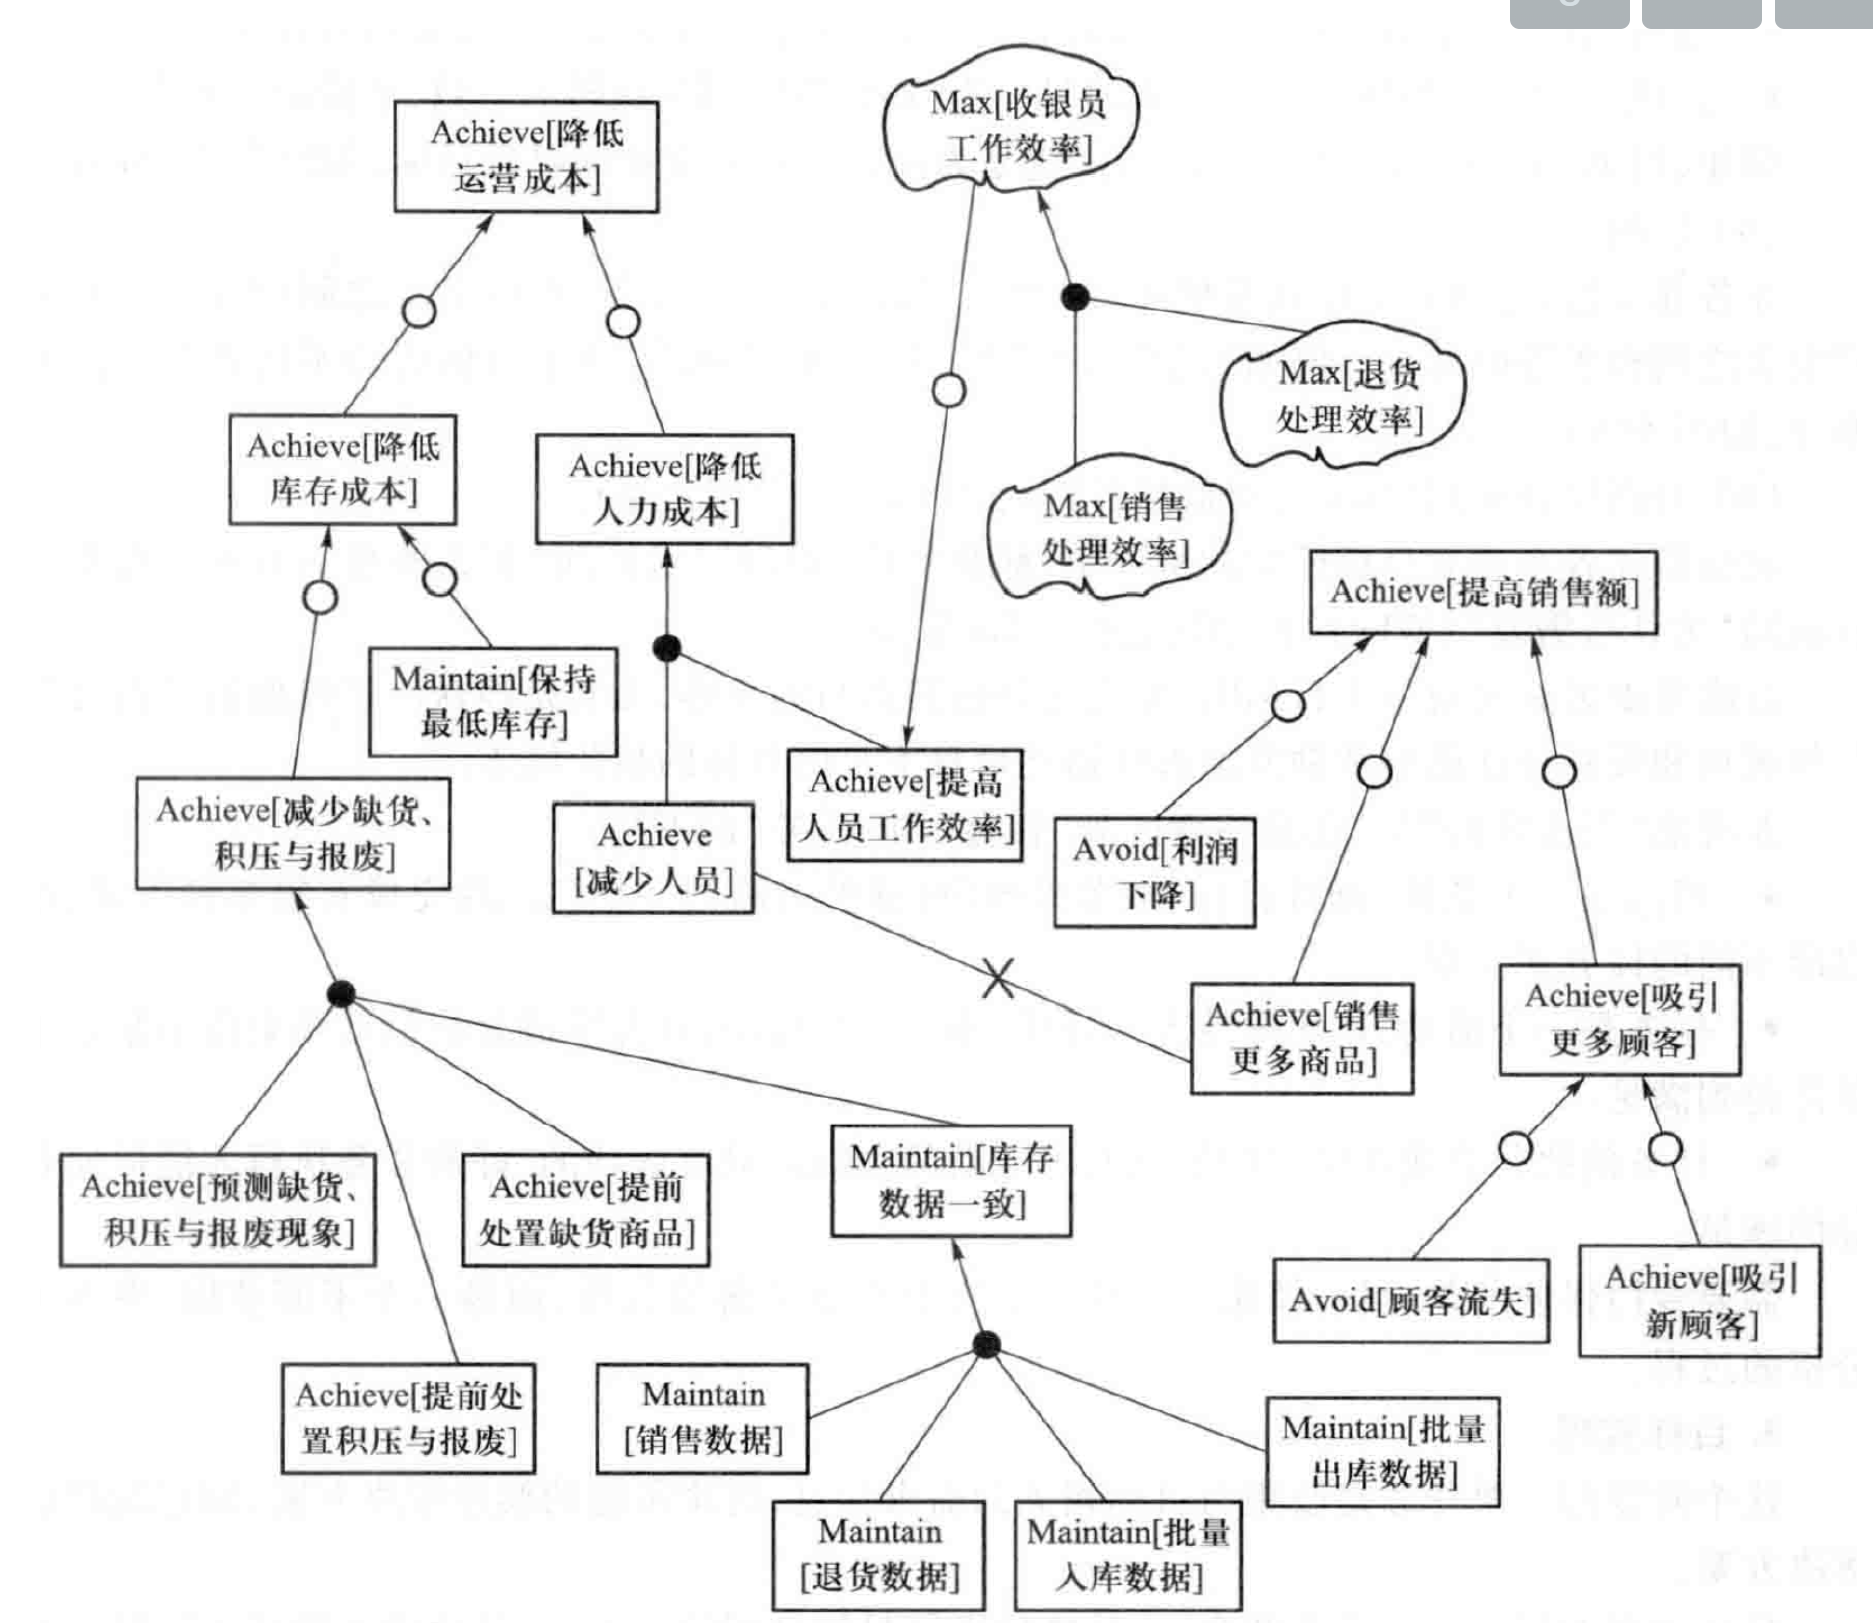 Achieve[降低
运营成本]
Max[收银员
工作效率]
Max[退货
处理效率]
Achieve[降低
库存成本]
Achieve[降低
人力成本]
Max[销售
处理效率]
Achieve[提高销售额]
Maintain[保持
最低库存]
Achieve[减少缺货、
积压与报废]
Achieve
[减少人员]
Achieve[提高
人员工作效率]
Avoid[利润
下降]
Achieve[销售
更多商品]
Achieve[吸引
更多顾客]
Achieve[预测缺货、
积压与报废现象]
Achieve[提前
处置缺货商品]
Maintain[库存
数据一致]
Avoid[顾客流失]
Achieve[吸引
新顾客]
Achieve[提前处
置积压与报废]
Maintain
[销售数据]
Maintain[批量
出库数据]
Maintain
[退货数据]
Maintain[批量
入库数据]